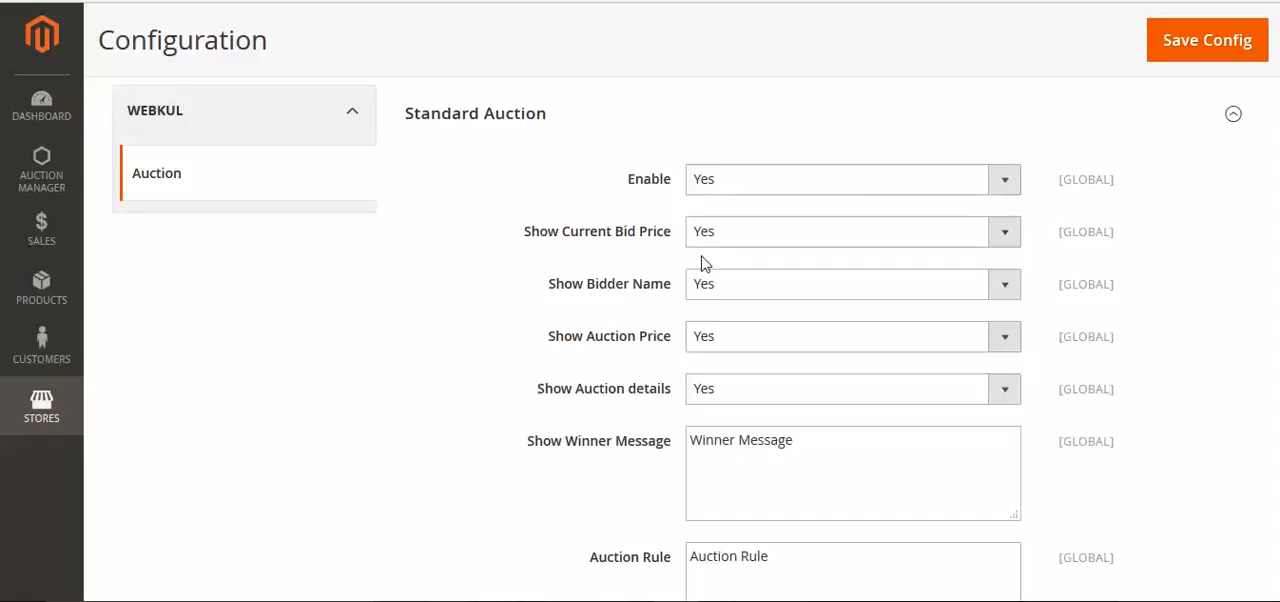 Configuration
Save Config
DASHBOARD
AUCTION
MANAGER
SALES
PRODUCTS
CUSTOMERS
STORES
WEBKUL
Auction
Standard Auction
Enable Yes [GLOBAL]
Show Current Bid Price Yes [GLOBAL]
Show Bidder Name Yes [GLOBAL]
Show Auction Price Yes [GLOBAL]
Show Auction details Yes [GLOBAL]
Show Winner Message Winner Message [GLOBAL]
Auction Rule Auction Rule [GLOBAL]